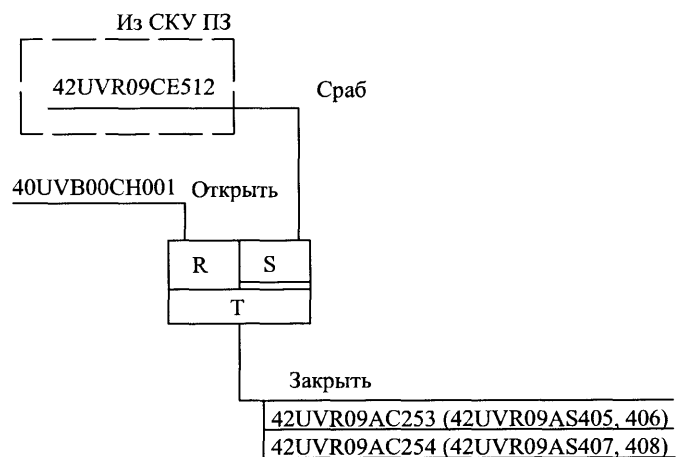 Из СКУ ПЗ
42UVR09CE512
Сраб
40UVB00CH001 Открыть
R S
T
Закрыть
42UVR09AC253 (42UVR09AS405, 406)
42UVR09AC254 (42UVR09AS407, 408)